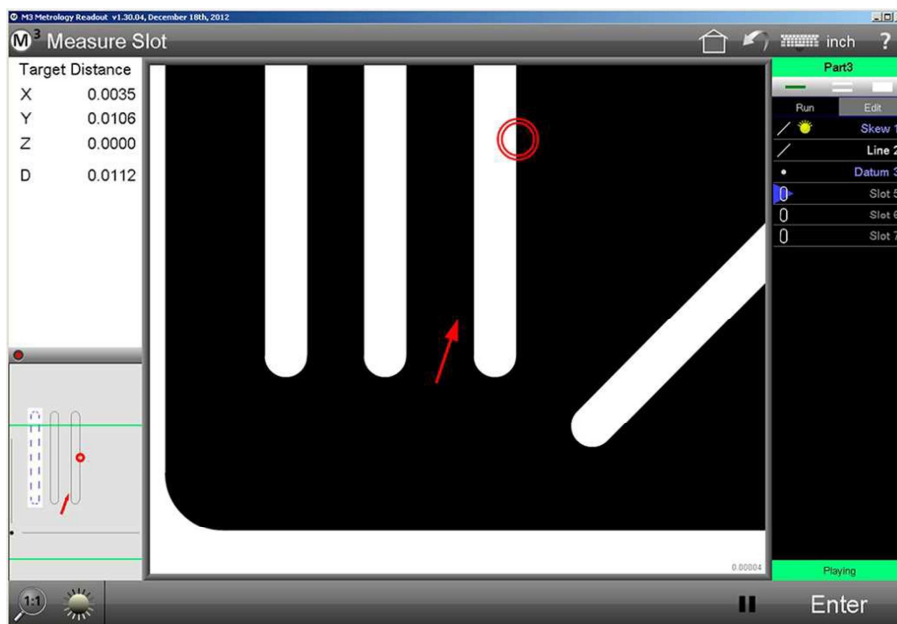 M3 Metrology Readout v1.30.04, December 18th, 2012
M3 Measure Slot
inch
?
Target Distance
X 0.0035
Y 0.0106
Z 0.0000
D 0.0112
Part3
Run Edit
Skew 1
Line 2
Datum 3
Slot 5
Slot 6
Slot 7
0.00004
Playing
1:1
Enter